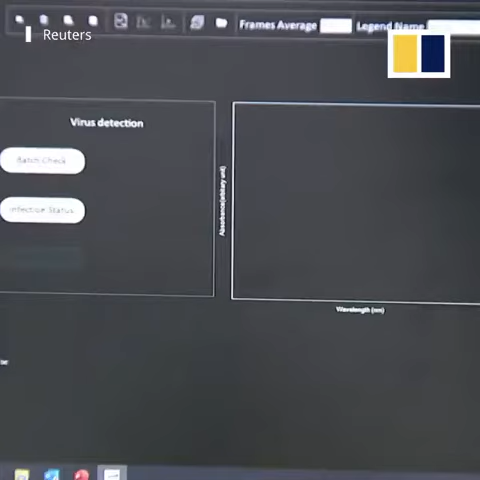 Frames Average
Legend Name
Reuters
Virus detection
Batch Check
Infection Status
Absorbance(arbitrary unit)
Wavelength (nm)